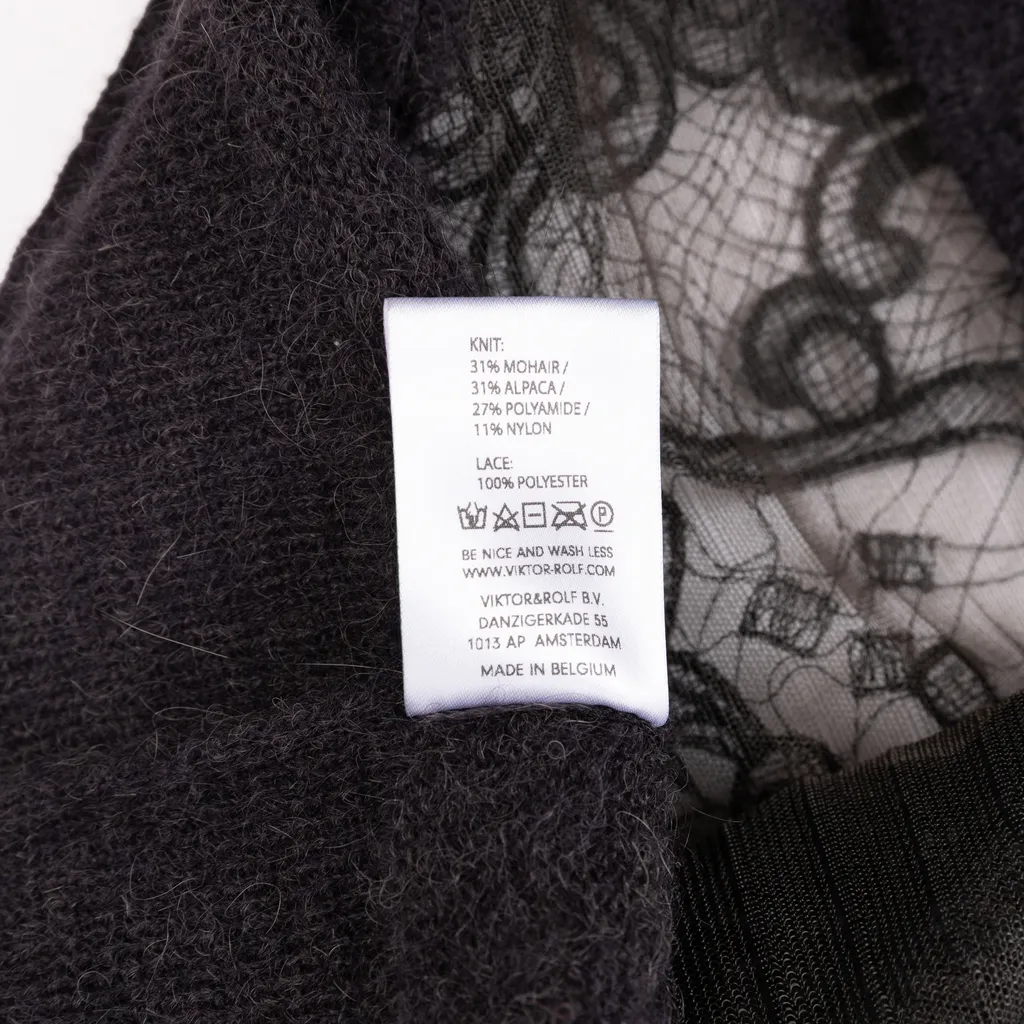 KNIT:
31% MOHAIR /
31% ALPACA /
27% POLYAMIDE /
11% NYLON
LACE:
100% POLYESTER
P
BE NICE AND WASH LESS
WWW.VIKTOR-ROLF.COM
VIKTOR&ROLF B.V.
DANZIGERKADE 55
1013 AP AMSTERDAM
MADE IN BELGIUM